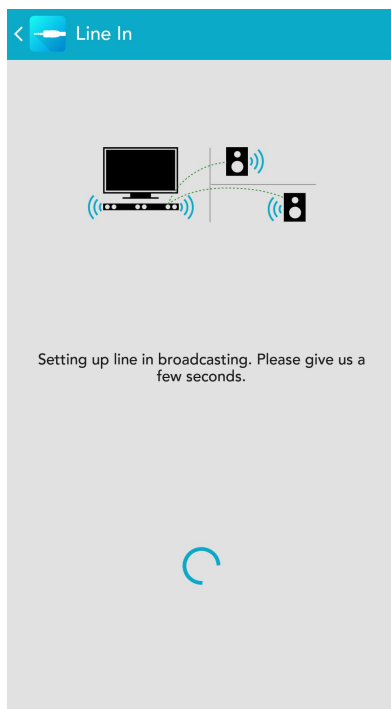 Line In
Setting up line in broadcasting. Please give us a
few seconds.